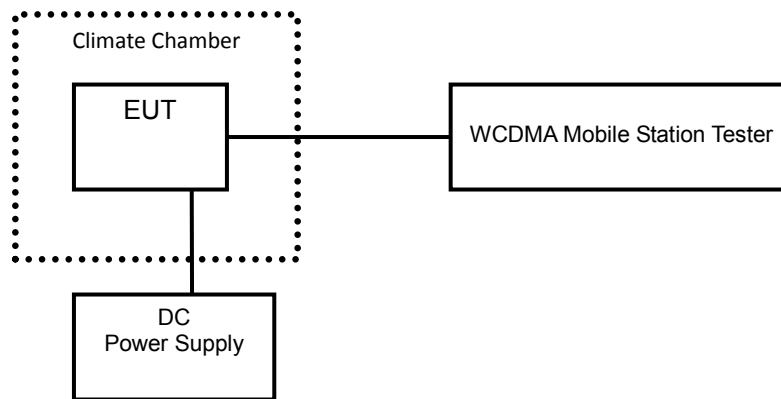 Climate Chamber
EUT
WCDMA Mobile Station Tester
DC
Power Supply